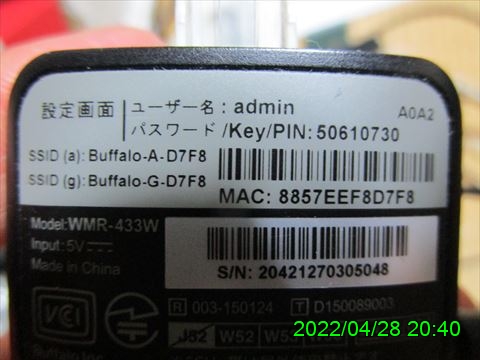 設定画面 ユーザー名: admin A0A2
パスワード /Key/PIN: 50610730
SSID (a): Buffalo-A-D7F8
SSID (g): Buffalo-G-D7F8
MAC: 8857EEF8D7F8
Model: WMR-433W
Input: 5V⎓
Made in China
S/N: 20421270305048
VCCI
R 003-150124 T D150089003
J52 W52 W53
2022/04/28 20:40